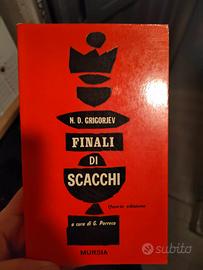 N. D. GRIGORJEV
FINALI
DI
SCACCHI
Quarta edizione
a cura di G. Porreca
MURSIA
subito